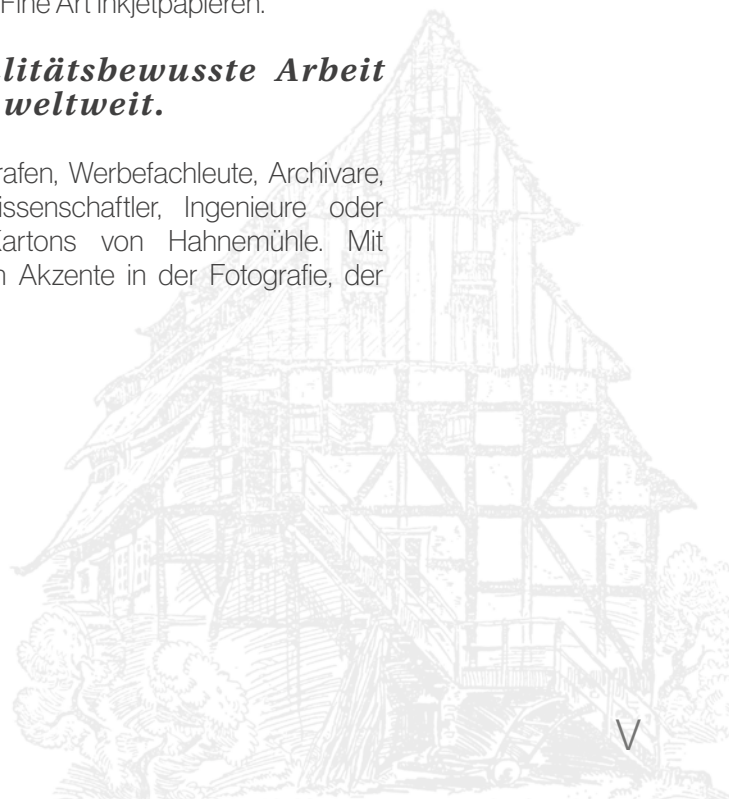 Fine Art Inkjetpapieren.
litätsbewusste Arbeit
weltweit.
rafen, Werbefachleute, Archivare,
issenschaftler, Ingenieure oder
artons von Hahnemühle. Mit
n Akzente in der Fotografie, der
V